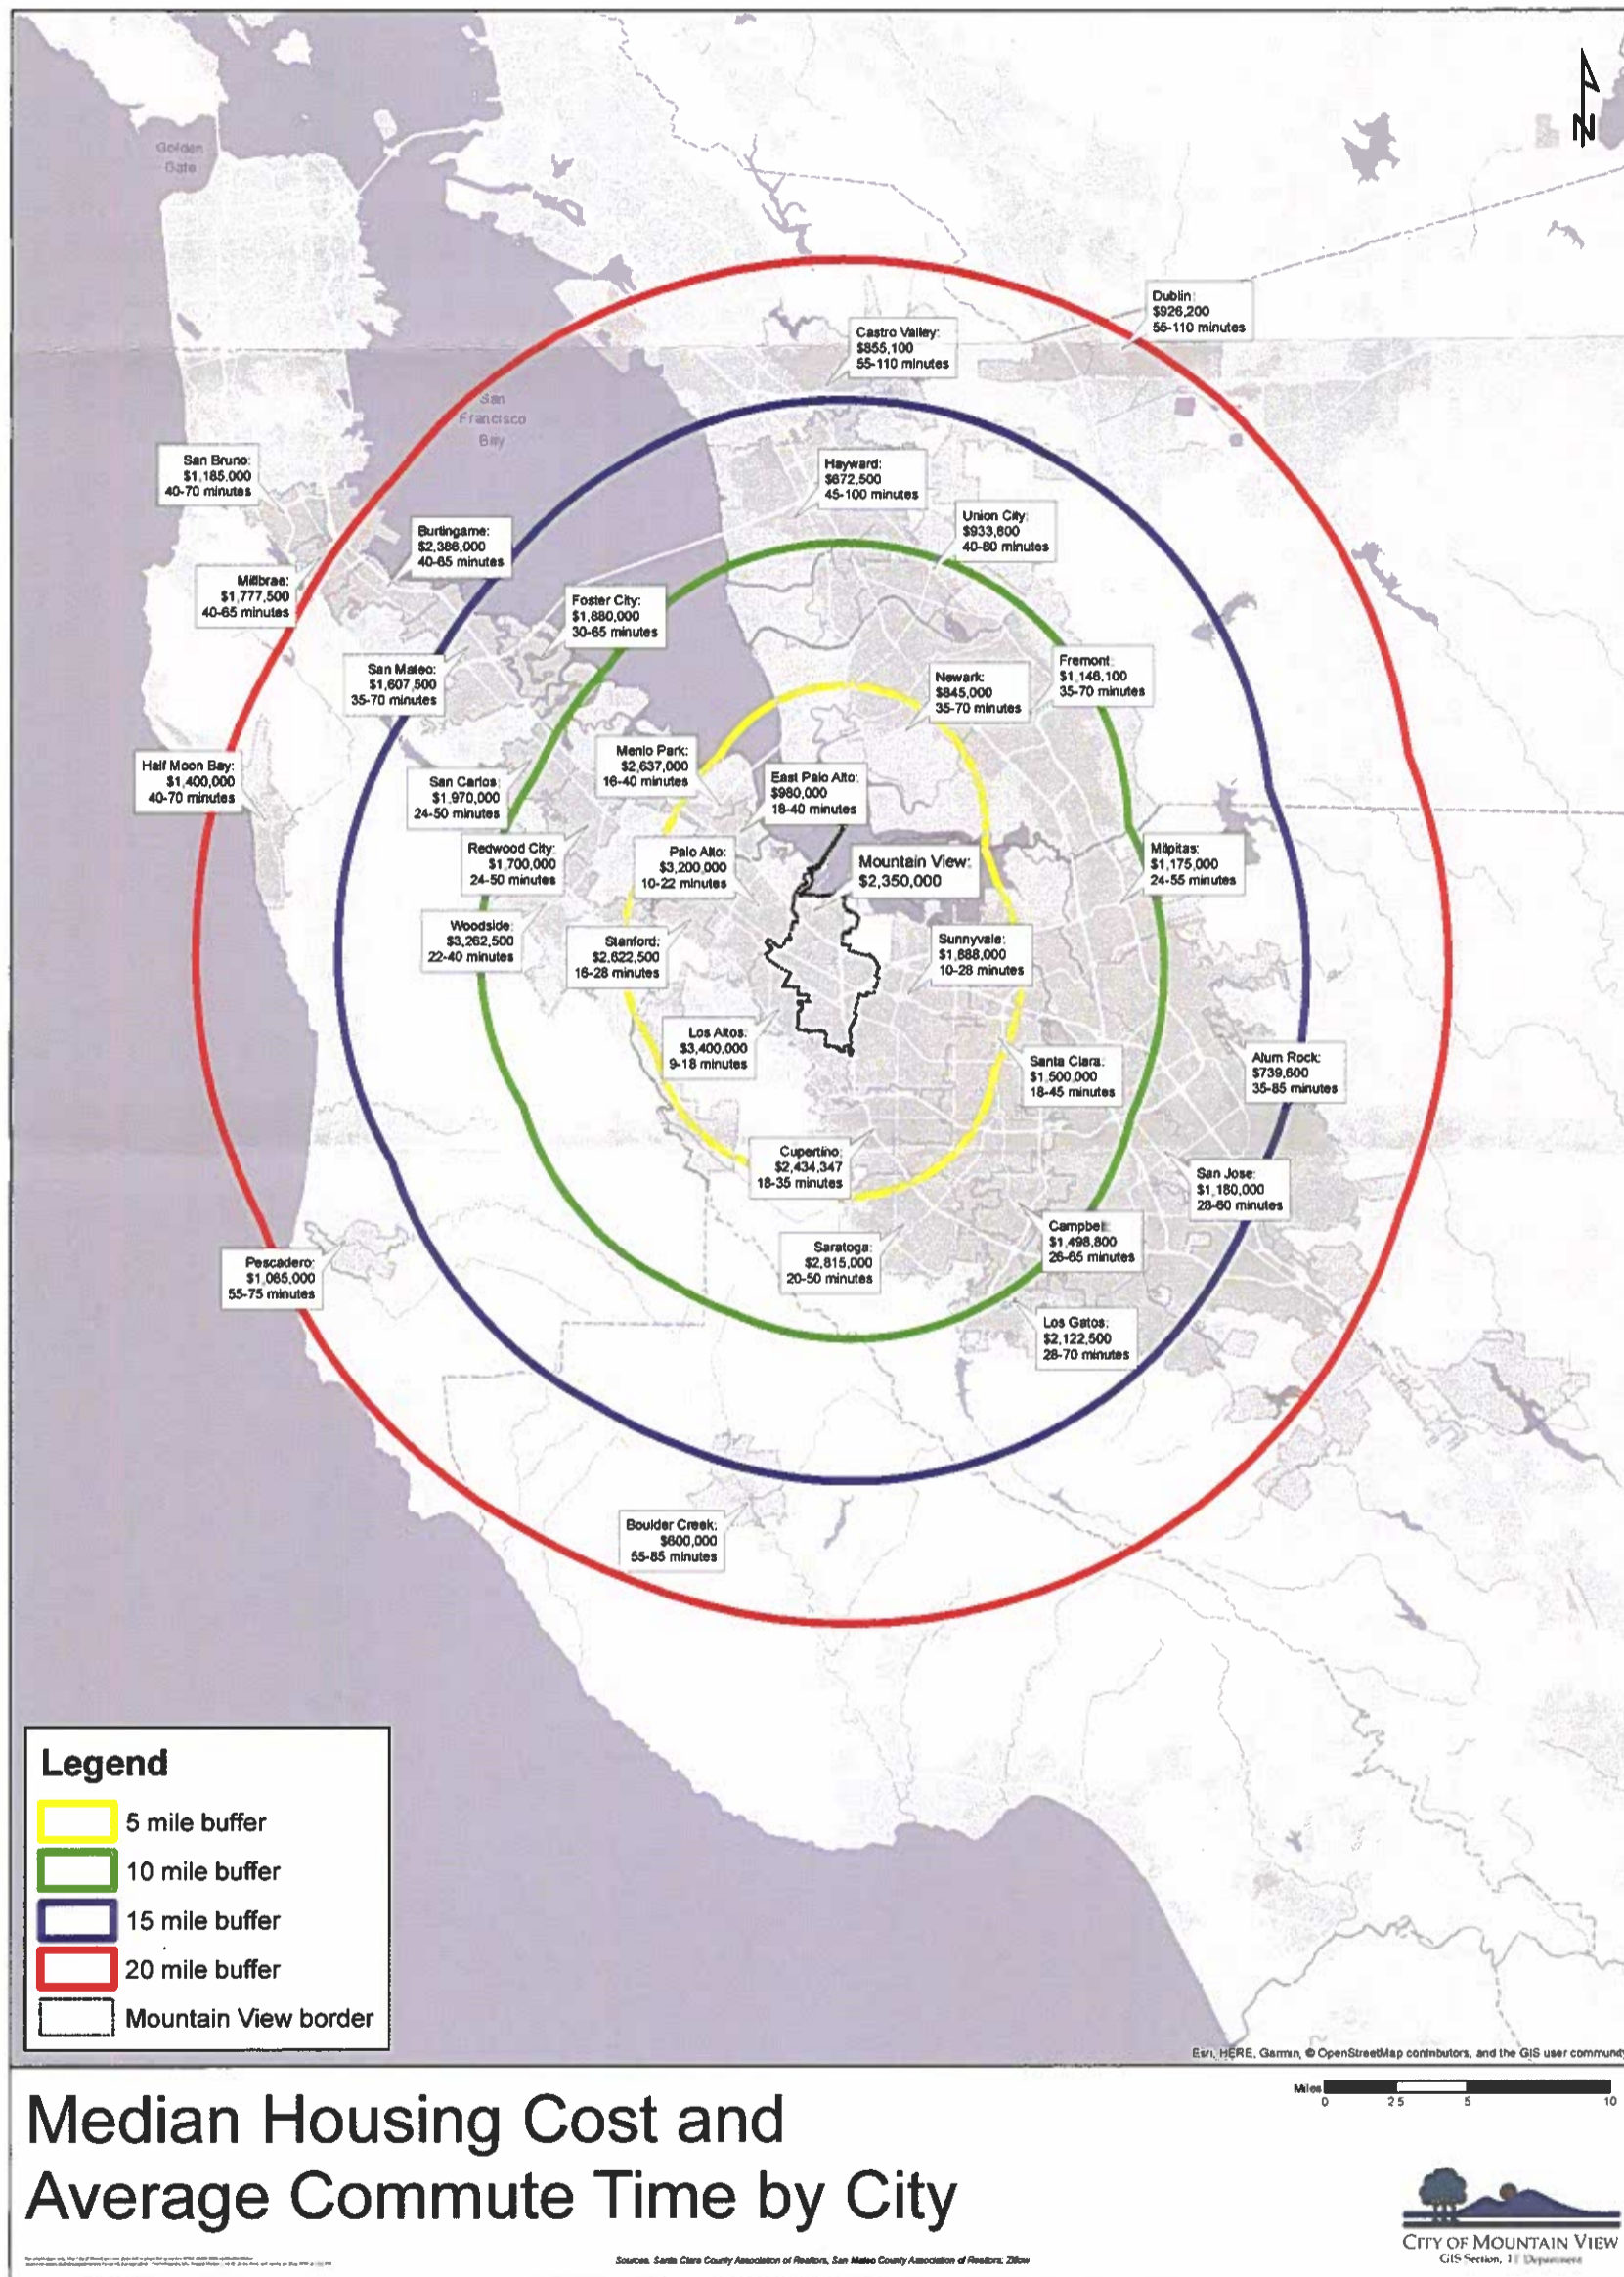 N
Golden
Gate
Dublin:
$926,200
55-110 minutes
Castro Valley:
$855,100
55-110 minutes
San
Francisco
Bay
San Bruno:
$1,185,000
40-70 minutes
Hayward:
$672,500
45-100 minutes
Union City:
$933,800
40-80 minutes
Burlingame:
$2,386,000
40-65 minutes
Millbrae:
$1,777,500
40-65 minutes
Foster City:
$1,880,000
30-65 minutes
San Mateo:
$1,607,500
35-70 minutes
Newark:
$845,000
35-70 minutes
Fremont:
$1,146,100
35-70 minutes
Half Moon Bay:
$1,400,000
40-70 minutes
Menlo Park:
$2,637,000
16-40 minutes
San Carlos:
$1,970,000
24-50 minutes
East Palo Alto:
$980,000
18-40 minutes
Redwood City:
$1,700,000
24-50 minutes
Palo Alto:
$3,200,000
10-22 minutes
Mountain View:
$2,350,000
Milpitas:
$1,175,000
24-55 minutes
Woodside:
$3,262,500
22-40 minutes
Stanford:
$2,622,500
16-28 minutes
Sunnyvale:
$1,688,000
10-28 minutes
Los Altos:
$3,400,000
9-18 minutes
Santa Clara:
$1,500,000
18-45 minutes
Alum Rock:
$739,600
35-85 minutes
Cupertino:
$2,434,347
18-35 minutes
San Jose:
$1,180,000
28-60 minutes
Campbell:
$1,498,800
26-65 minutes
Saratoga:
$2,815,000
20-50 minutes
Pescadero:
$1,065,000
55-75 minutes
Los Gatos:
$2,122,500
28-70 minutes
Boulder Creek:
$600,000
55-85 minutes
Legend
5 mile buffer
10 mile buffer
15 mile buffer
20 mile buffer
Mountain View border
Esri, HERE, Garmin, © OpenStreetMap contributors, and the GIS user community
Miles
0 2.5 5 10
Median Housing Cost and
Average Commute Time by City
CITY OF MOUNTAIN VIEW
GIS Section, IT Department
Sources: Santa Clara County Association of Realtors, San Mateo County Association of Realtors, Zillow